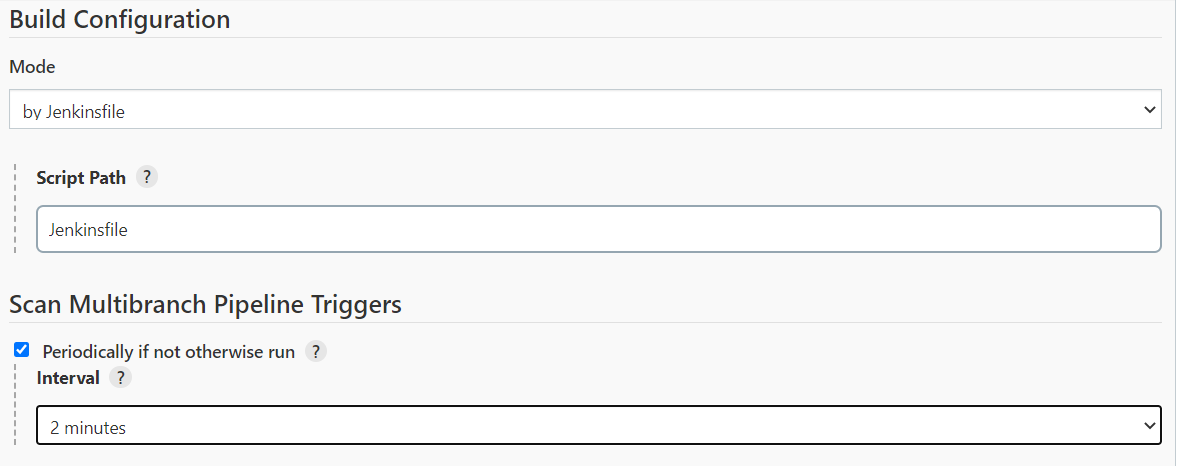 Build Configuration
Mode
by Jenkinsfile
Script Path ?
Jenkinsfile
Scan Multibranch Pipeline Triggers
Periodically if not otherwise run ?
Interval ?
2 minutes